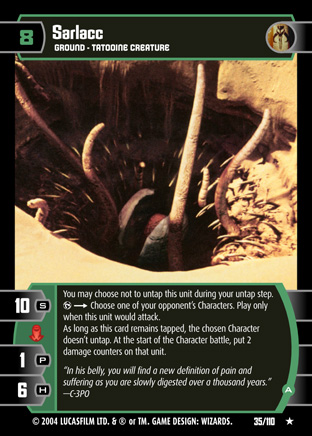 8
Sarlacc
GROUND - TATOOINE CREATURE
10 S
1 P
6 H
You may choose not to untap this unit during your untap step.
→ Choose one of your opponent's Characters. Play only
when this unit would attack.
As long as this card remains tapped, the chosen Character
doesn't untap. At the start of the Character battle, put 2
damage counters on that unit.
"In his belly, you will find a new definition of pain and
suffering as you are slowly digested over a thousand years."
—C-3PO
A
© 2004 LUCASFILM LTD. & ® or TM. GAME DESIGN: WIZARDS. 35/110 ★